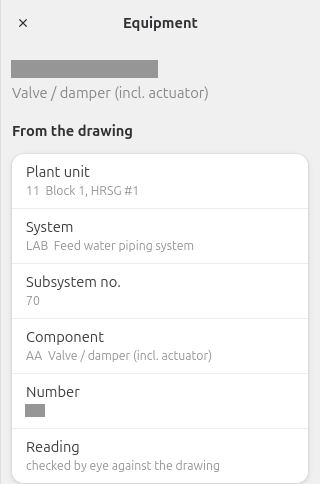 × Equipment
Valve / damper (incl. actuator)
From the drawing
Plant unit
11 Block 1, HRSG #1
System
LAB Feed water piping system
Subsystem no.
70
Component
AA Valve / damper (incl. actuator)
Number
Reading
checked by eye against the drawing